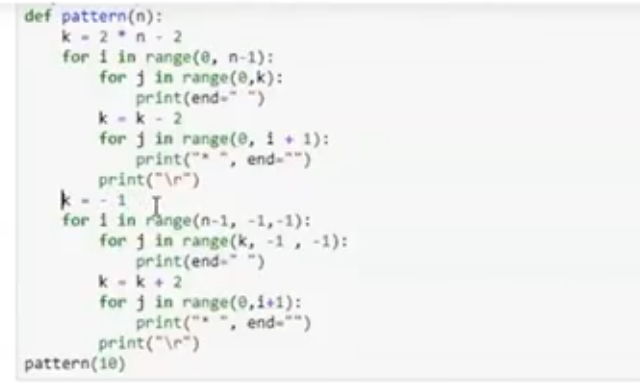 def pattern(n):
    k = 2 * n - 2
    for i in range(0, n-1):
        for j in range(0,k):
            print(end=" ")
        k = k - 2
        for j in range(0, i + 1):
            print("* ", end="")
        print("\r")
    k = - 1
    for i in range(n-1, -1,-1):
        for j in range(k, -1 , -1):
            print(end=" ")
        k = k + 2
        for j in range(0,i+1):
            print("* ", end="")
        print("\r")
pattern(10)